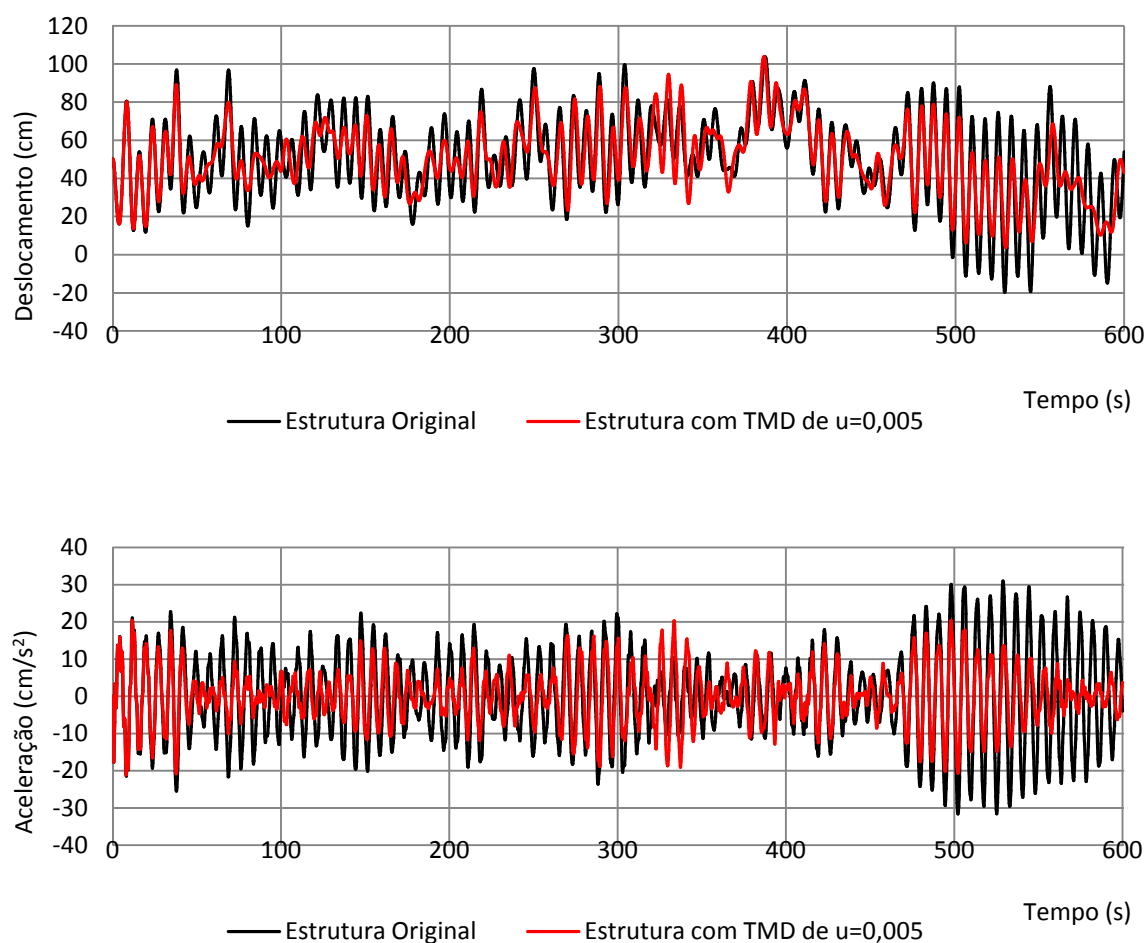 120
100
80
60
40
20
0
-20
-40
Deslocamento (cm)
0 100 200 300 400 500 600
Tempo (s)
Estrutura Original Estrutura com TMD de u=0,005
40
30
20
10
0
-10
-20
-30
-40
Aceleração (cm/s²)
0 100 200 300 400 500 600
Tempo (s)
Estrutura Original Estrutura com TMD de u=0,005